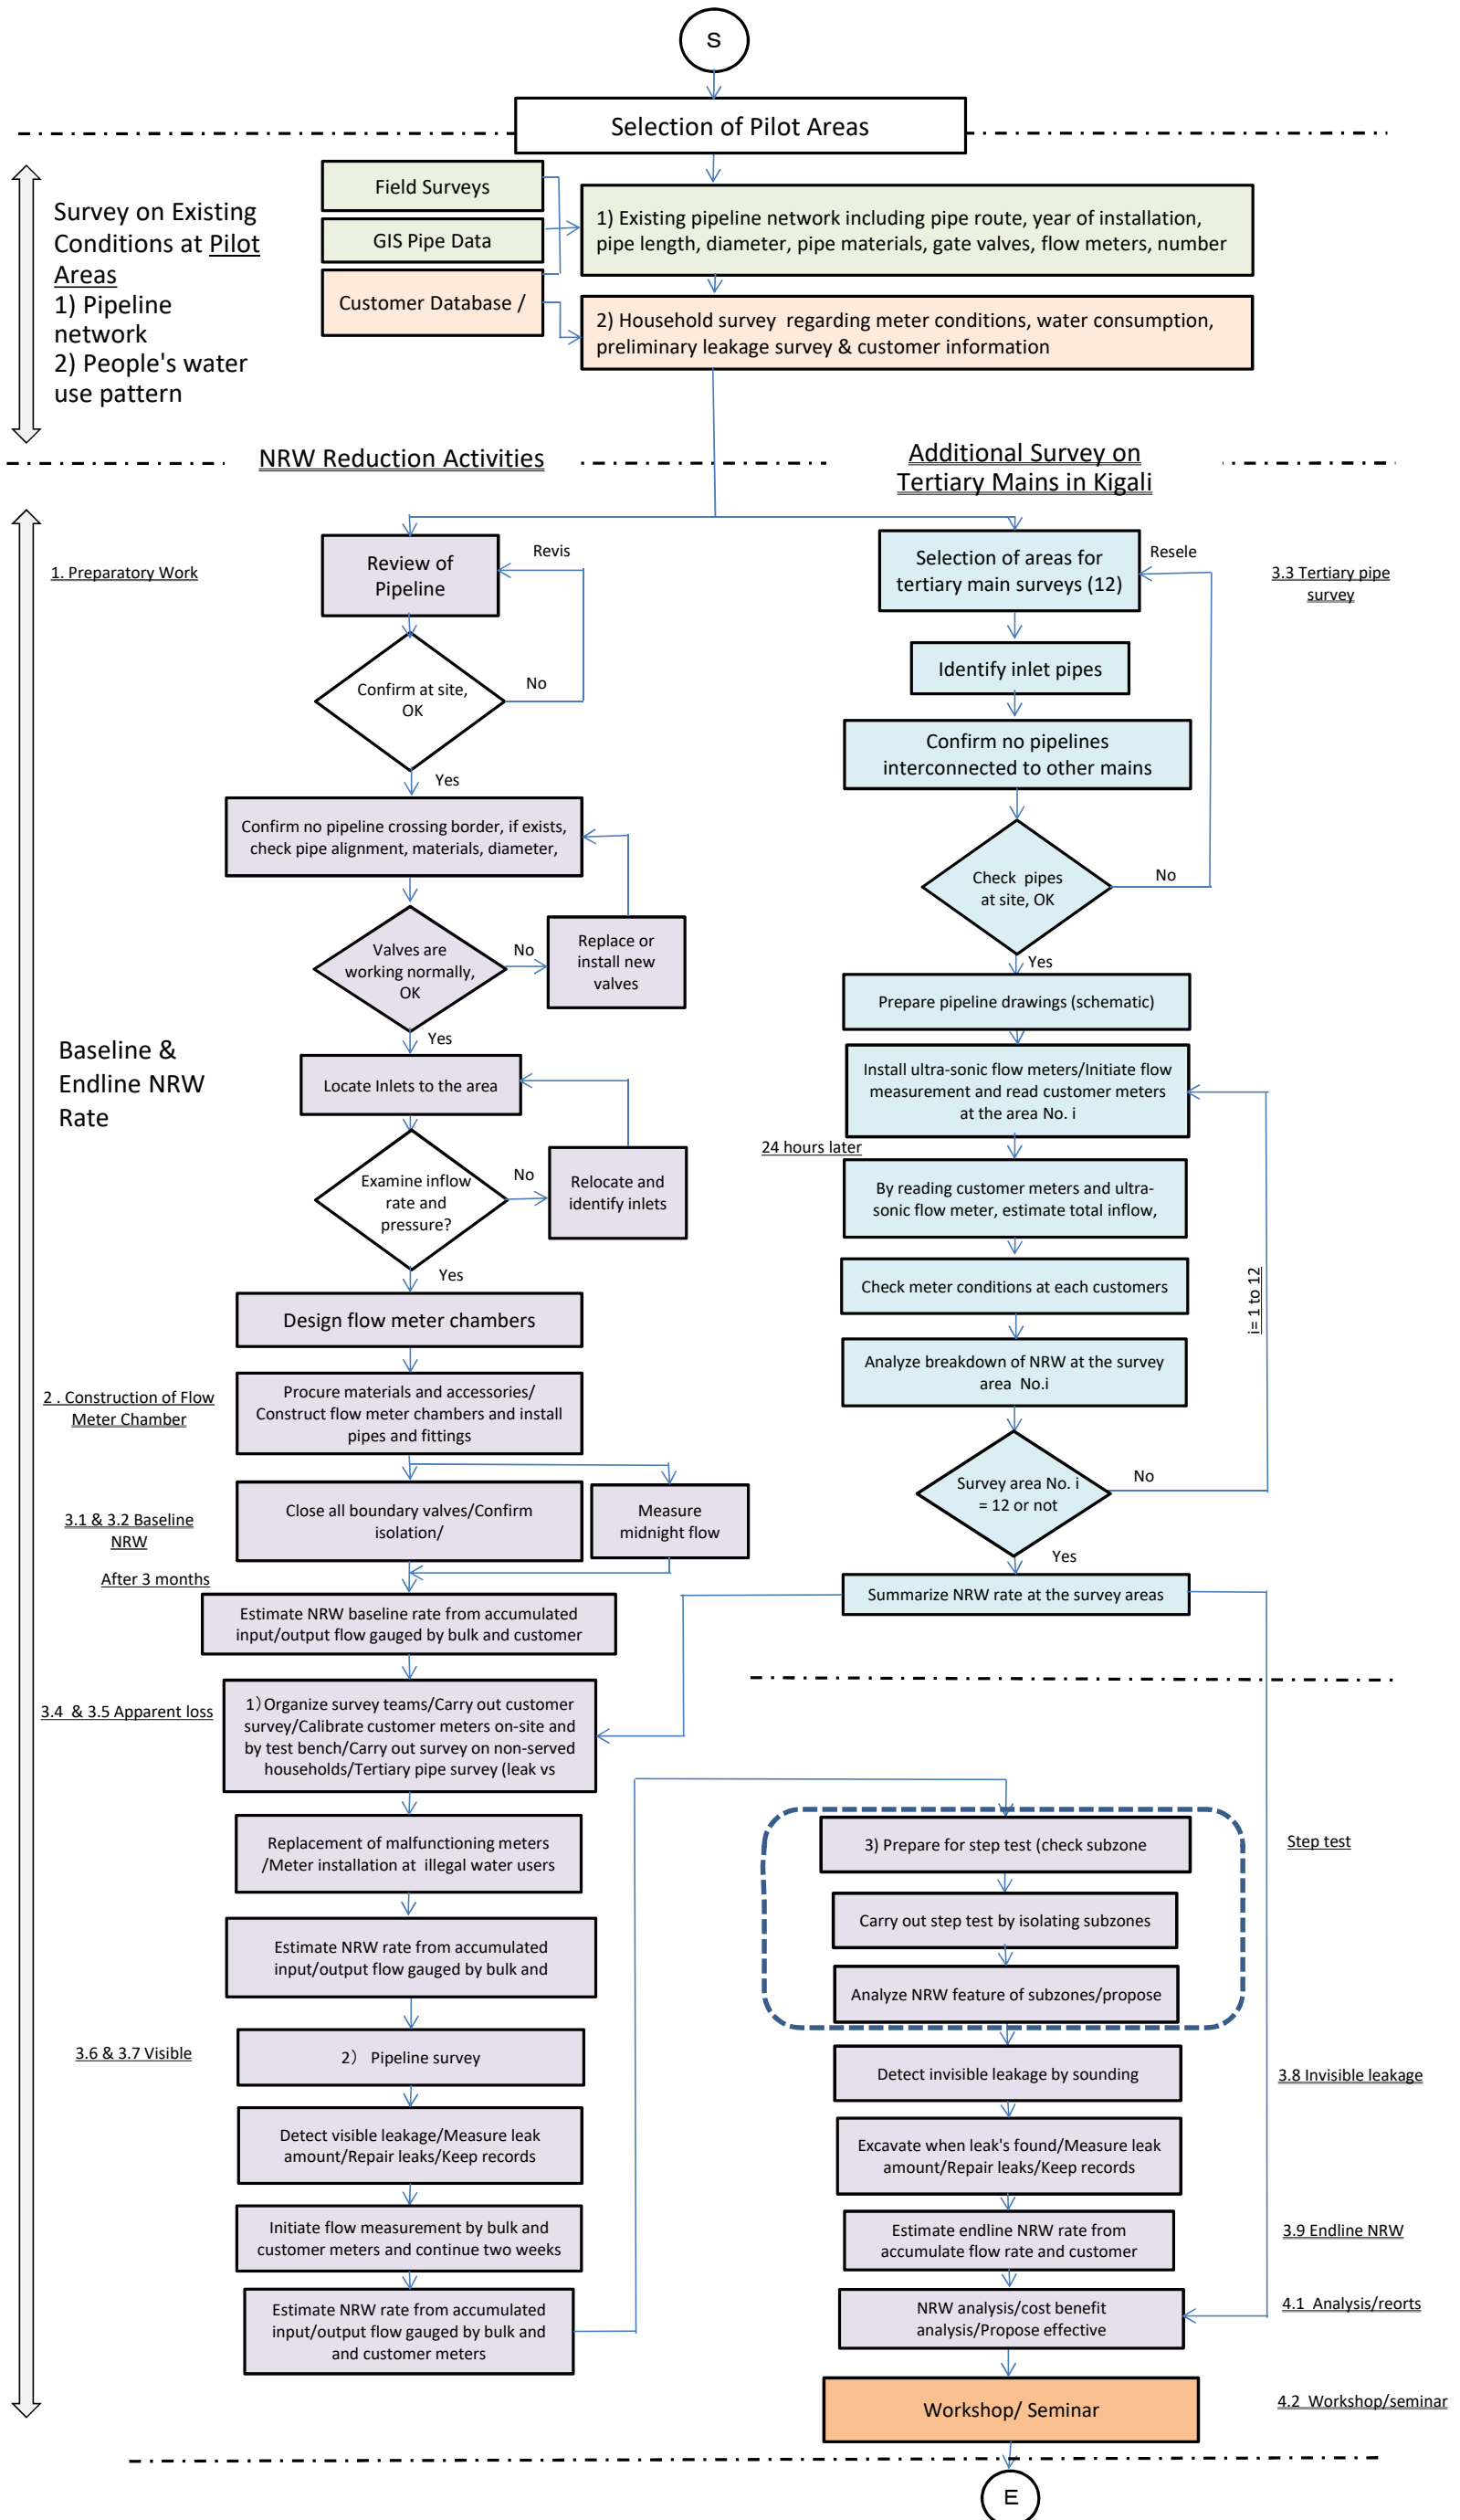 S
Selection of Pilot Areas
Survey on Existing
Conditions at Pilot
Areas
1) Pipeline
network
2) People's water
use pattern
Field Surveys
GIS Pipe Data
Customer Database /
1) Existing pipeline network including pipe route, year of installation,
pipe length, diameter, pipe materials, gate valves, flow meters, number
2) Household survey  regarding meter conditions, water consumption,
preliminary leakage survey & customer information
NRW Reduction Activities
Additional Survey on
Tertiary Mains in Kigali
Baseline &
Endline NRW
Rate
1. Preparatory Work
Review of
Pipeline
Revis
Confirm at site,
OK
No
Yes
Confirm no pipeline crossing border, if exists,
check pipe alignment, materials, diameter,
Valves are
working normally,
OK
No
Replace or
install new
valves
Yes
Locate Inlets to the area
Examine inflow
rate and
pressure?
No
Relocate and
identify inlets
Yes
Design flow meter chambers
2 . Construction of Flow
Meter Chamber
Procure materials and accessories/
Construct flow meter chambers and install
pipes and fittings
3.1 & 3.2 Baseline
NRW
Close all boundary valves/Confirm
isolation/
Measure
midnight flow
After 3 months
Estimate NRW baseline rate from accumulated
input/output flow gauged by bulk and customer
3.4  & 3.5 Apparent loss
1）Organize survey teams/Carry out customer
survey/Calibrate customer meters on-site and
by test bench/Carry out survey on non-served
households/Tertiary pipe survey (leak vs
Replacement of malfunctioning meters
/Meter installation at  illegal water users
Estimate NRW rate from accumulated
input/output flow gauged by bulk and
3.6 & 3.7 Visible
2） Pipeline survey
Detect visible leakage/Measure leak
amount/Repair leaks/Keep records
Initiate flow measurement by bulk and
customer meters and continue two weeks
Estimate NRW rate from accumulated
input/output flow gauged by bulk and
and customer meters
Selection of areas for
tertiary main surveys (12)
Resele
3.3 Tertiary pipe
survey
Identify inlet pipes
Confirm no pipelines
interconnected to other mains
Check  pipes
at site, OK
No
Yes
Prepare pipeline drawings (schematic)
Install ultra-sonic flow meters/Initiate flow
measurement and read customer meters
at the area No. i
24 hours later
By reading customer meters and ultra-
sonic flow meter, estimate total inflow,
Check meter conditions at each customers
i= 1 to 12
Analyze breakdown of NRW at the survey
area  No.i
Survey area No. i
= 12 or not
No
Yes
Summarize NRW rate at the survey areas
3) Prepare for step test (check subzone
Step test
Carry out step test by isolating subzones
Analyze NRW feature of subzones/propose
Detect invisible leakage by sounding
3.8 Invisible leakage
Excavate when leak's found/Measure leak
amount/Repair leaks/Keep records
Estimate endline NRW rate from
accumulate flow rate and customer
3.9 Endline NRW
NRW analysis/cost benefit
analysis/Propose effective
4.1  Analysis/reorts
Workshop/ Seminar
4.2  Workshop/seminar
E